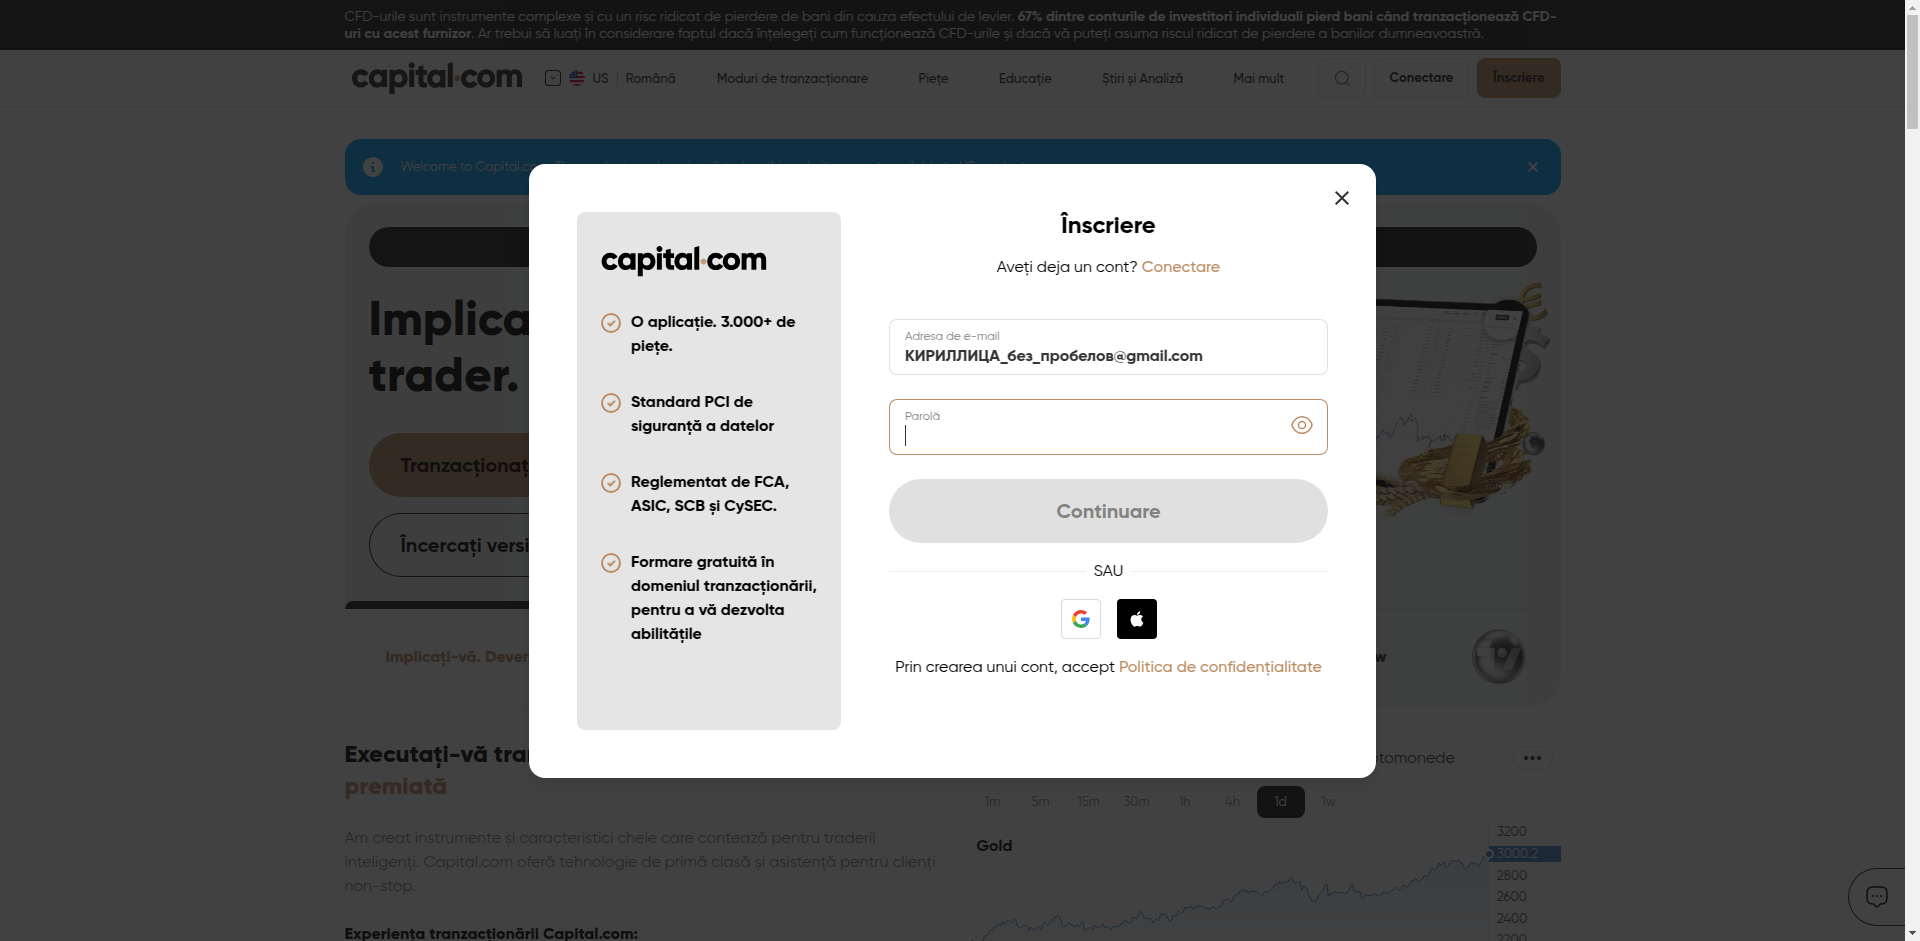 CFD-urile sunt instrumente complexe și cu un risc ridicat de pierdere de bani din cauza efectului de levier. 67% dintre conturile de investitori individuali pierd bani când tranzacționează CFD-
uri cu acest furnizor. Ar trebui să luați în considerare faptul dacă înțelegeți cum funcționează CFD-urile și dacă vă puteți asuma riscul ridicat de pierdere a banilor dumneavoastră.
capital.com US Română Moduri de tranzacționare Piețe Educație Știri și Analiză Mai mult Conectare Înscriere
Welcome to Capital
Implica
trader.
Tranzacționaț
Încercați versi
Implicați-vă. Dever
capital.com
O aplicație. 3.000+ de
piețe.
Standard PCI de
siguranță a datelor
Reglementat de FCA,
ASIC, SCB și CySEC.
Formare gratuită în
domeniul tranzacționării,
pentru a vă dezvolta
abilitățile
Înscriere
Aveți deja un cont? Conectare
Adresa de e-mail
КИРИЛЛИЦА_без_пробелов@gmail.com
Parolă
Continuare
SAU
Prin crearea unui cont, accept Politica de confidențialitate
w
Executați-vă tra
premiată
Am creat instrumente și caracteristici cheie care contează pentru traderii
inteligenți. Capital.com oferă tehnologie de primă clasă și asistență pentru clienți
non-stop.
Experiența tranzacționării Capital.com:
tomonede
1m 5m 15m 30m 1h 4h 1d 1w
Gold
3200
3000.2
2800
2600
2400
2200